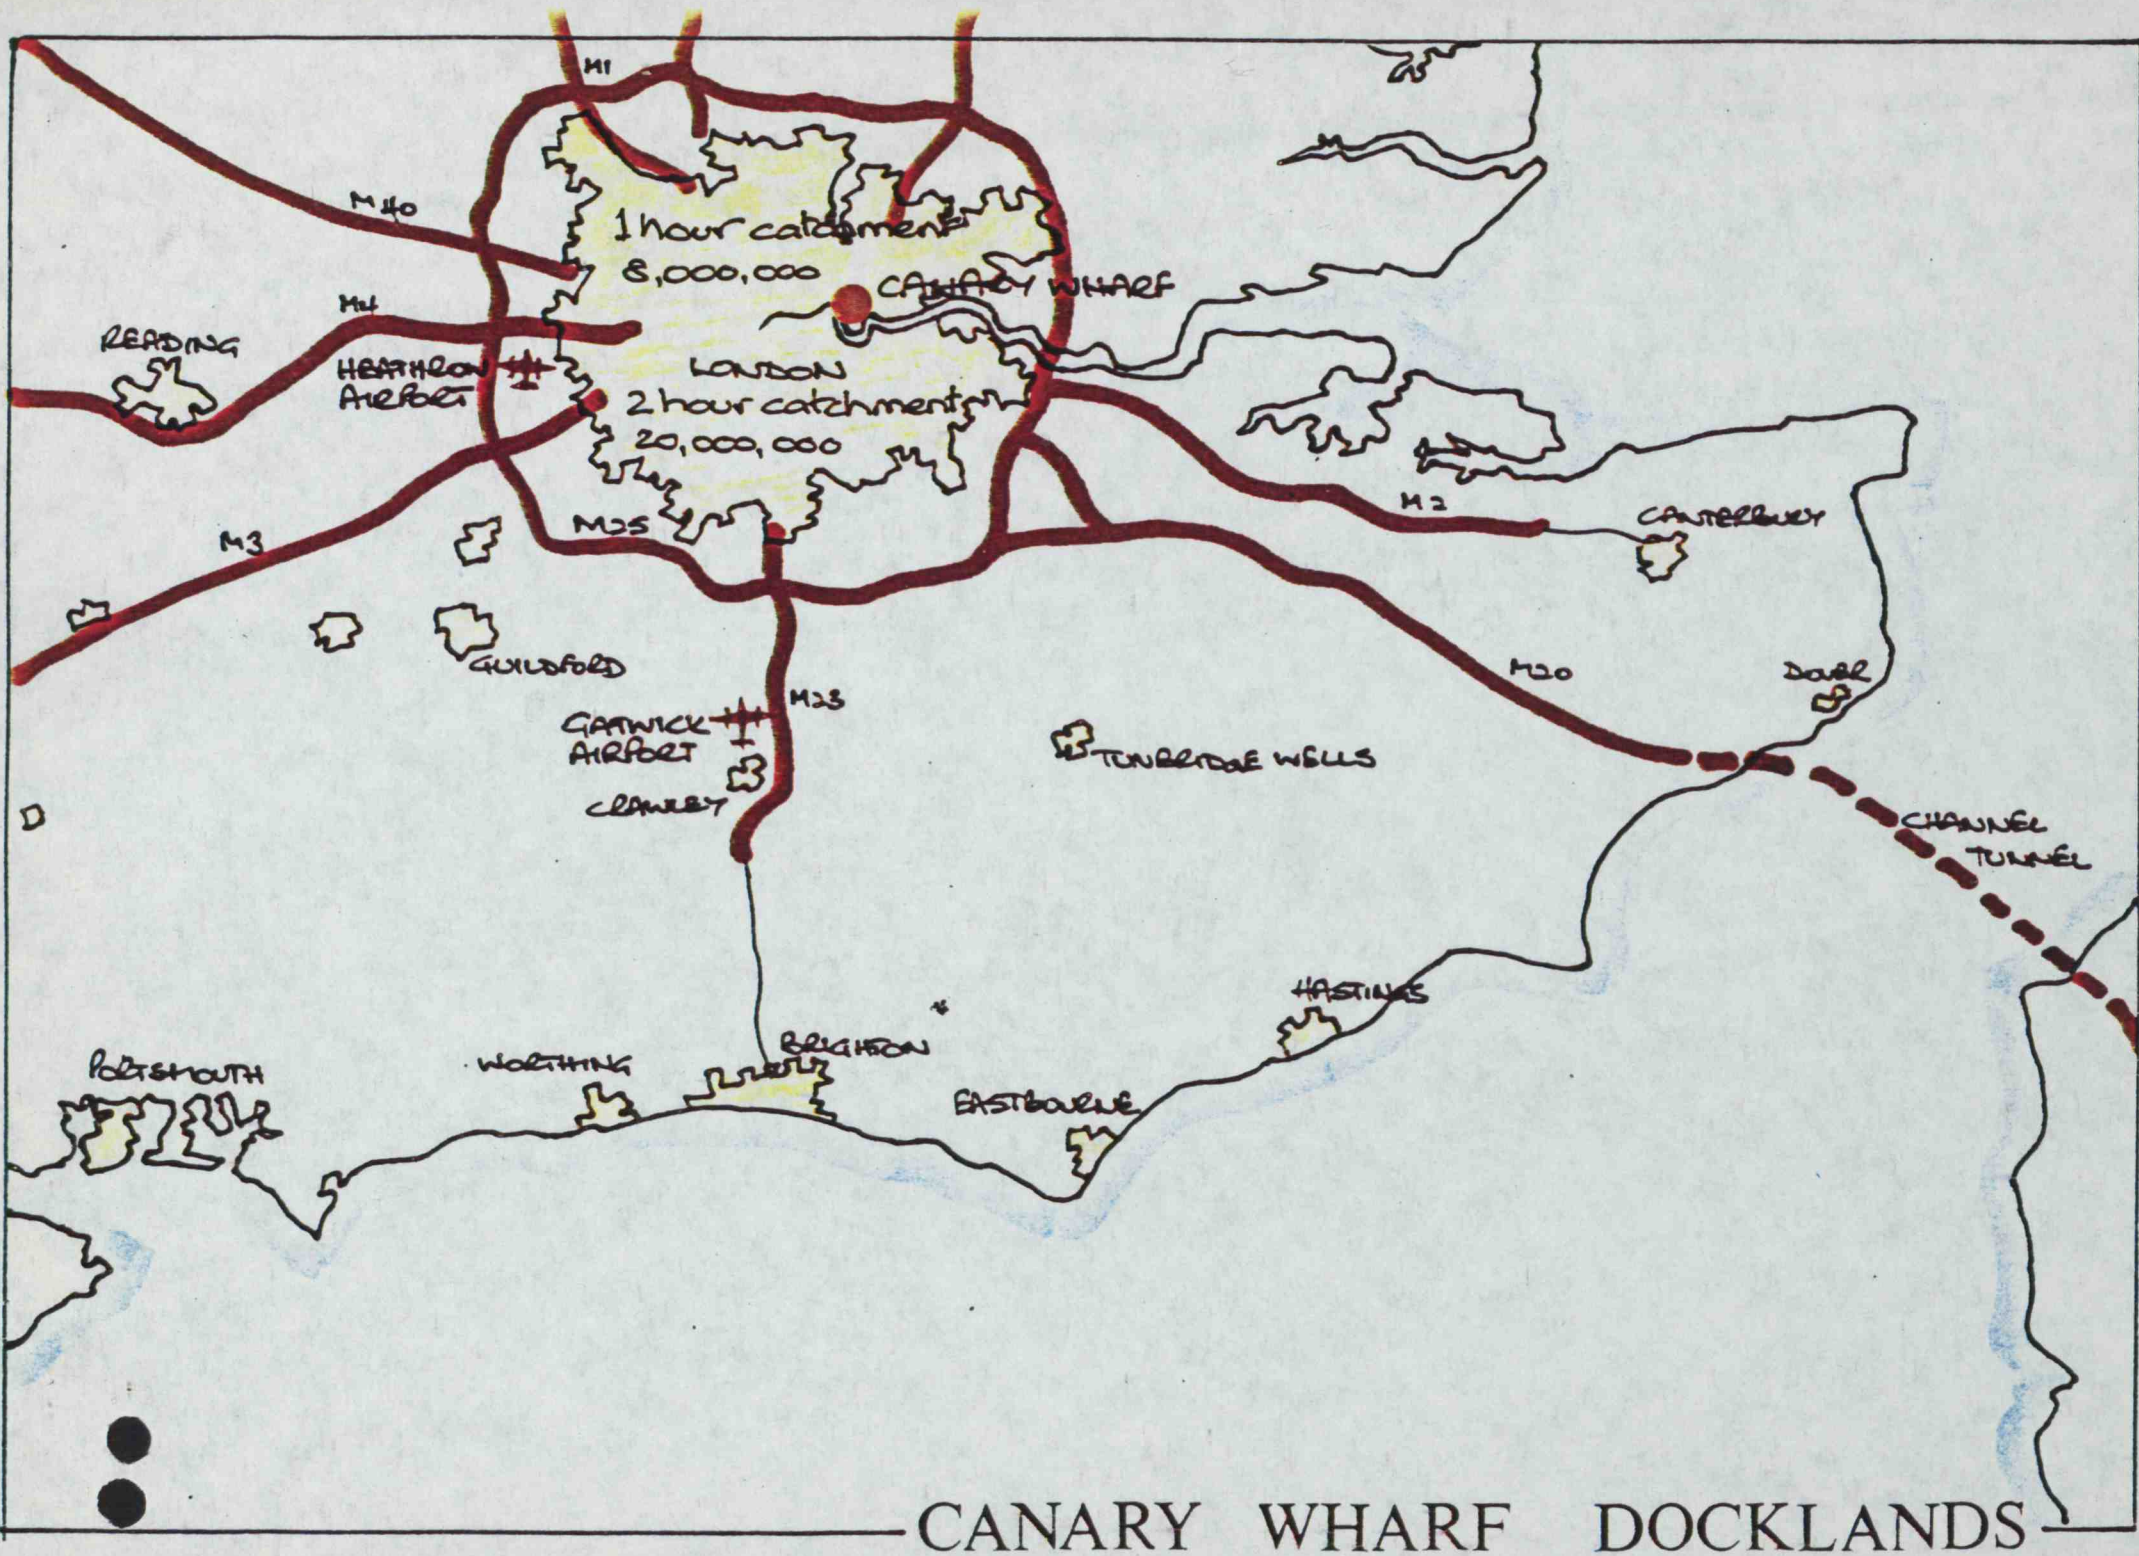 M1
M40
1 hour catchment
8,000,000
CANARY WHARF
M4
READING
HEATHROW
AIRPORT
LONDON
2 hour catchment
20,000,000
M3
M25
M2
CANTERBURY
GUILDFORD
M20
DOVER
M23
GATWICK
AIRPORT
TUNBRIDGE WELLS
CRAWLEY
CHANNEL
TUNNEL
HASTINGS
PORTSMOUTH
WORTHING
BRIGHTON
EASTBOURNE
CANARY WHARF DOCKLANDS